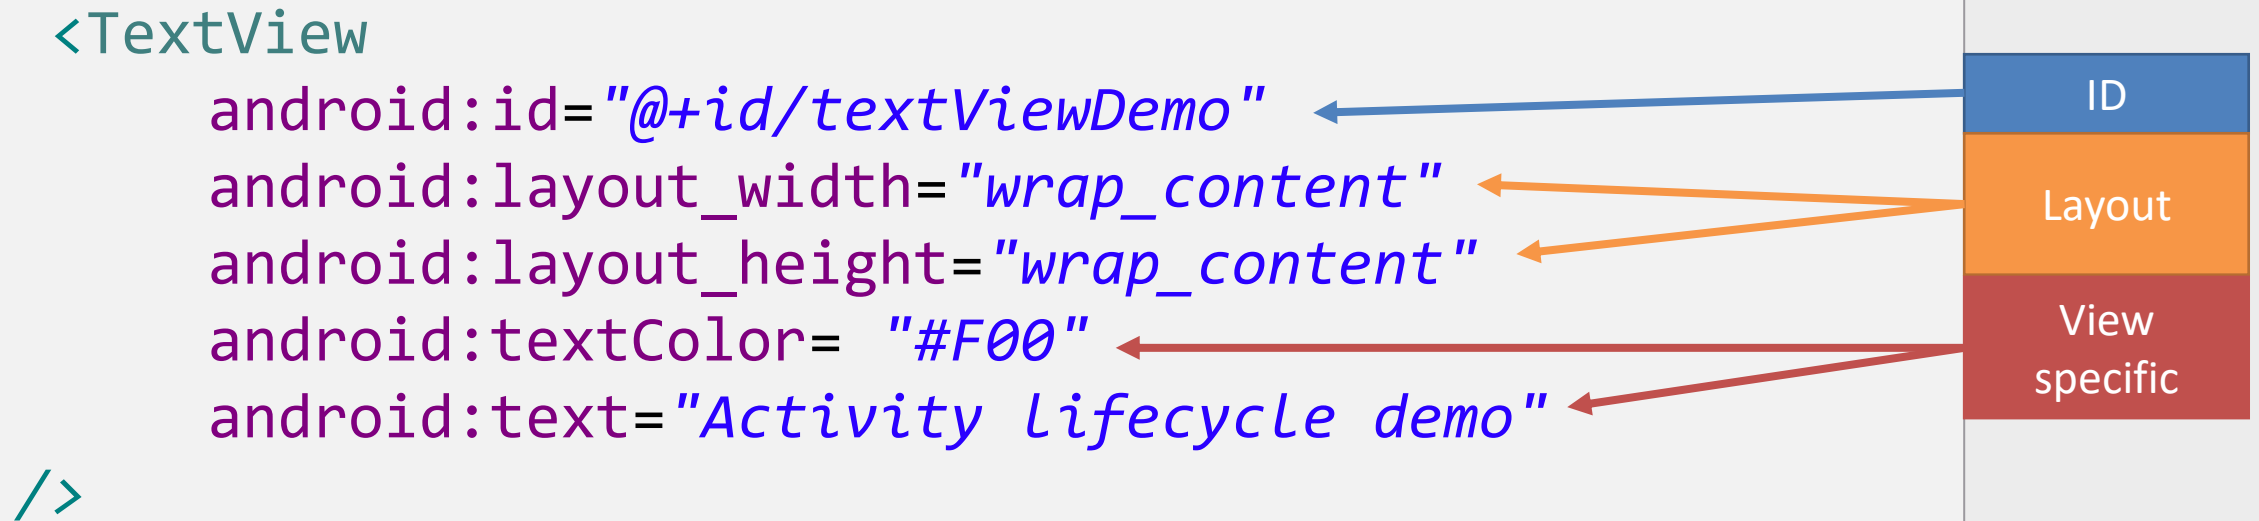 <TextView
android:id="@+id/textViewDemo"
android:layout_width="wrap_content"
android:layout_height="wrap_content"
android:textColor= "#F00"
android:text="Activity lifecycle demo"
/>
ID
Layout
View
specific